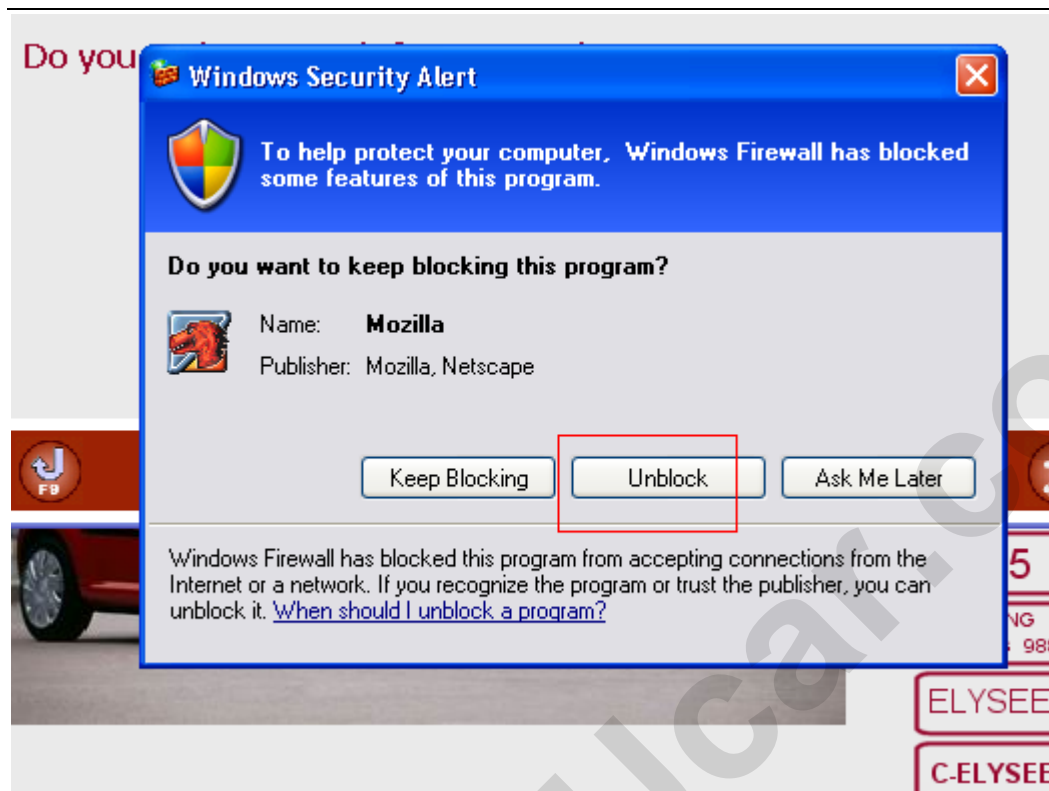 Do you
Windows Security Alert
To help protect your computer, Windows Firewall has blocked
some features of this program.
Do you want to keep blocking this program?
Name: Mozilla
Publisher: Mozilla, Netscape
F9
Keep Blocking
Unblock
Ask Me Later
Windows Firewall has blocked this program from accepting connections from the
Internet or a network. If you recognize the program or trust the publisher, you can
unblock it. When should I unblock a program?
5
NG
98
ELYSEE
C-ELYSEE